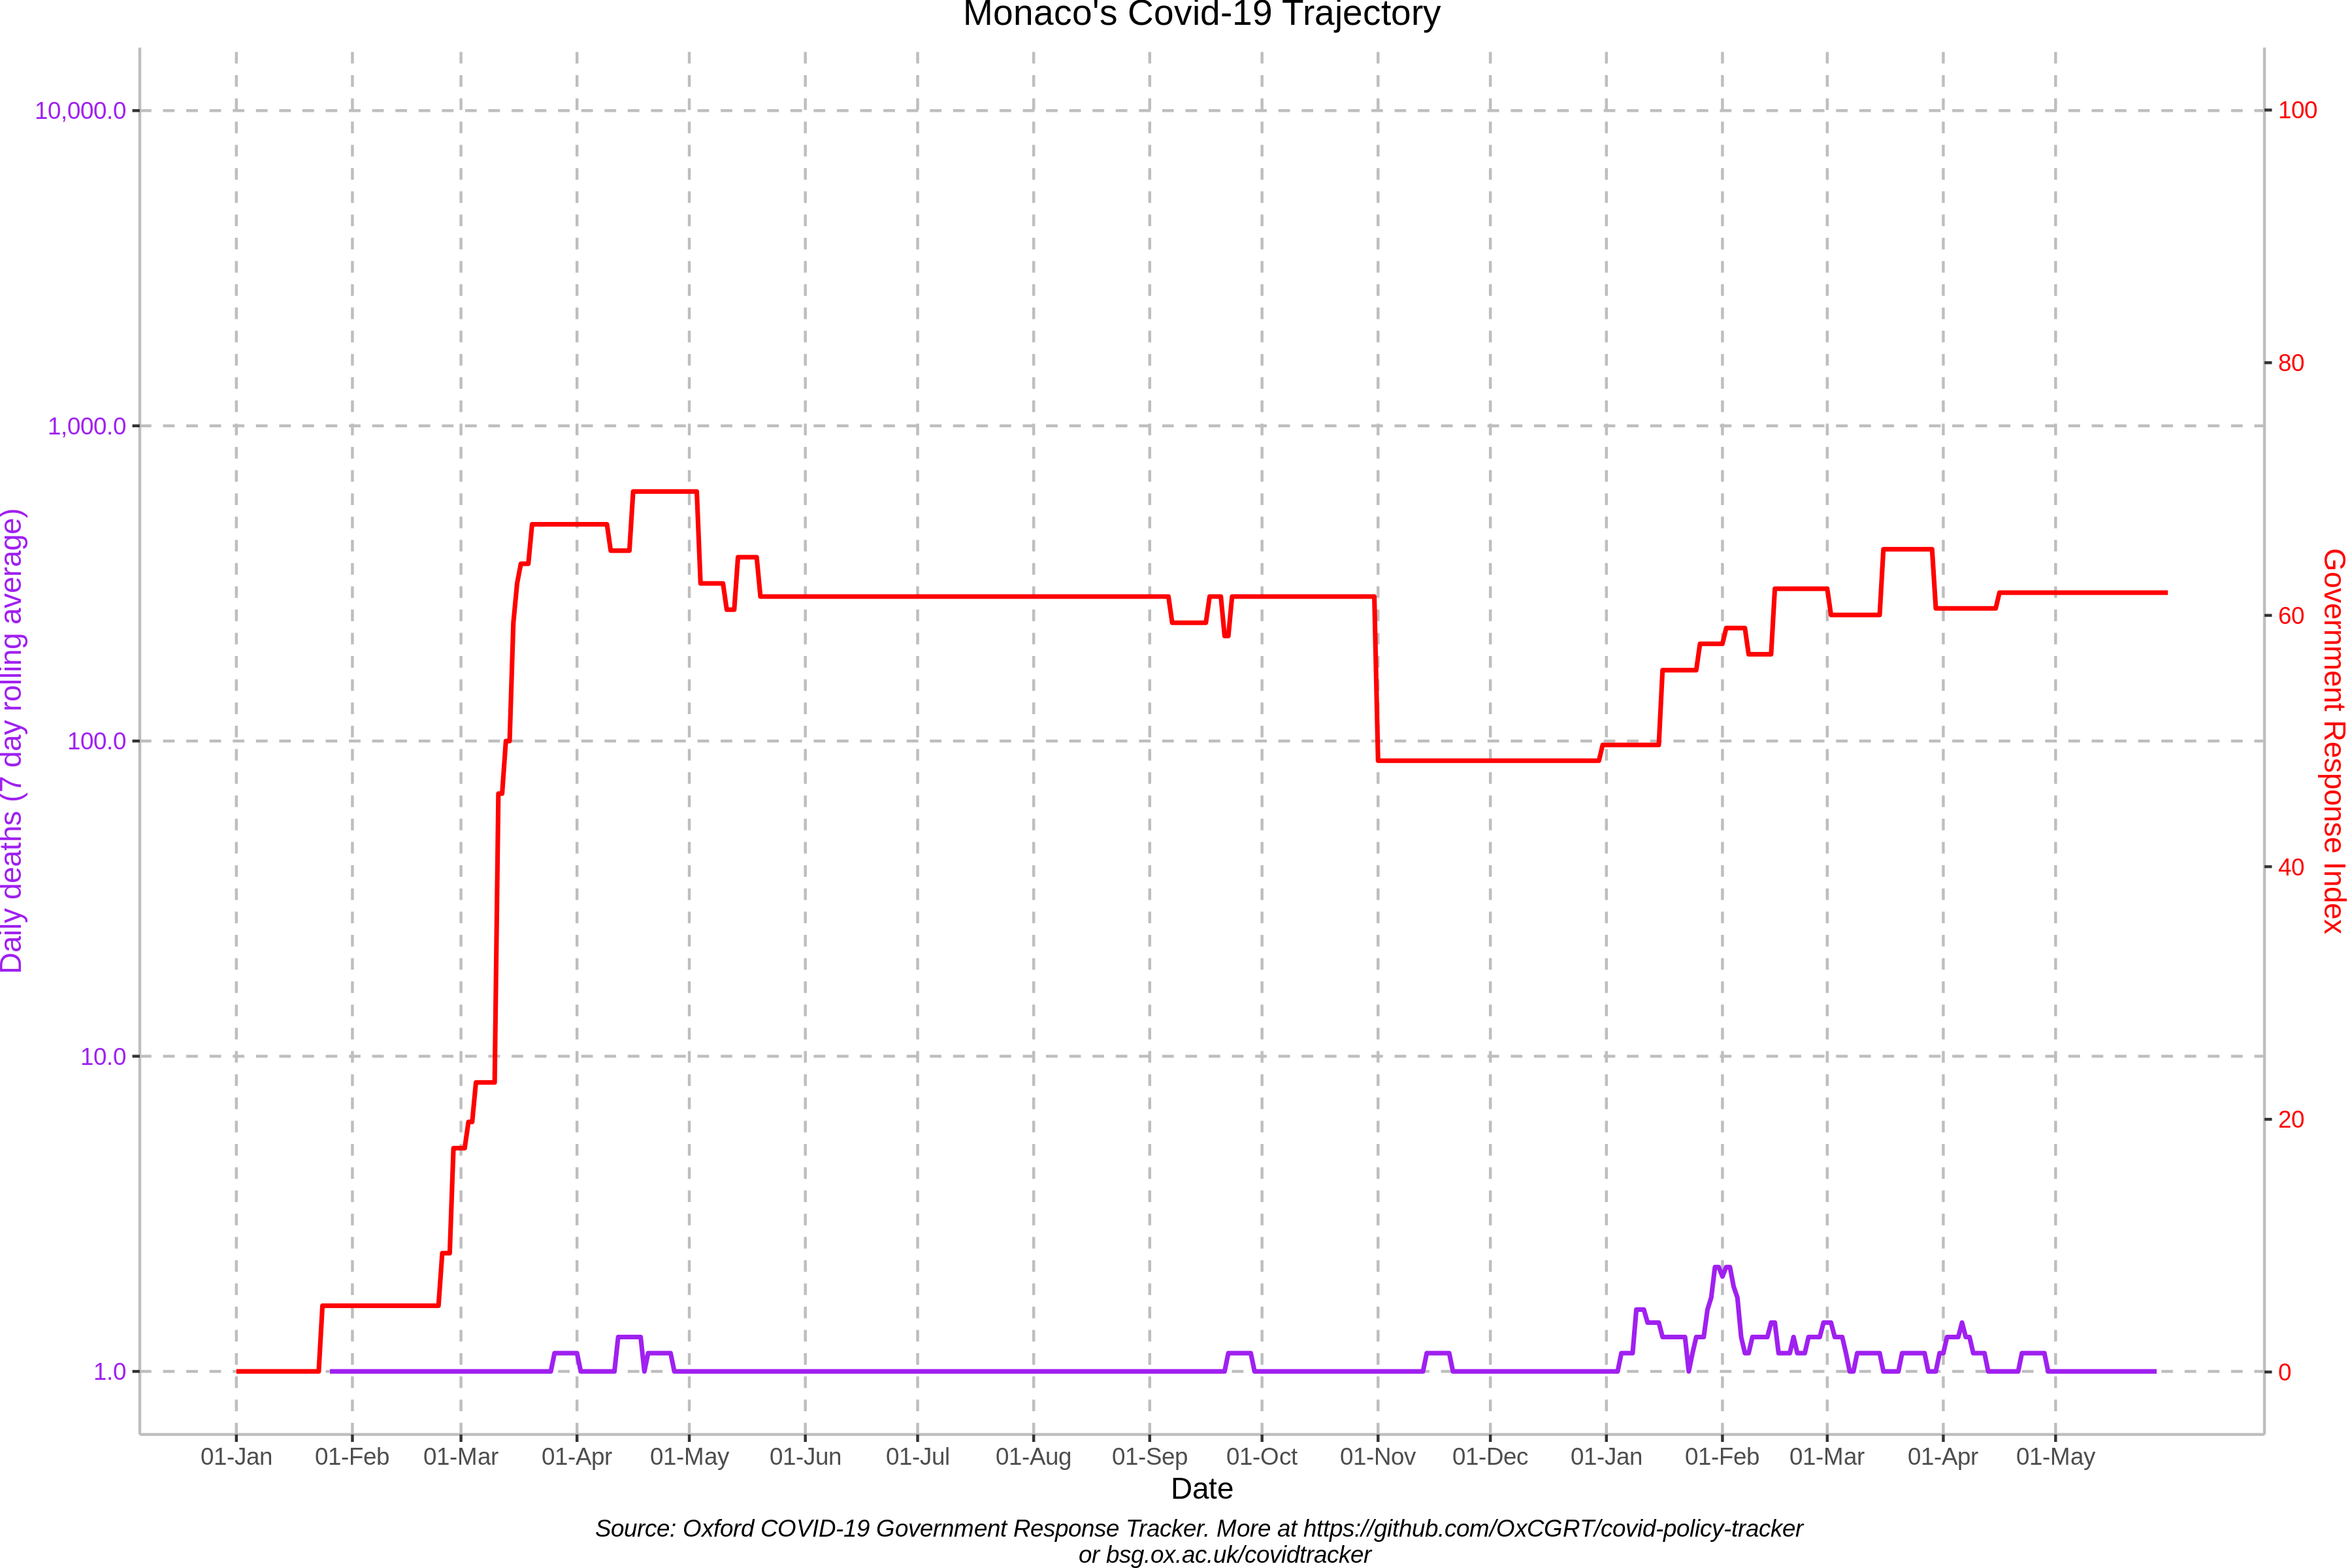 Monaco's Covid-19 Trajectory
10,000.0
1,000.0
100.0
10.0
1.0
Daily deaths (7 day rolling average)
100
80
60
40
20
0
Government Response Index
01-Jan 01-Feb 01-Mar 01-Apr 01-May 01-Jun 01-Jul 01-Aug 01-Sep 01-Oct 01-Nov 01-Dec 01-Jan 01-Feb 01-Mar 01-Apr 01-May
Date
Source: Oxford COVID-19 Government Response Tracker. More at https://github.com/OxCGRT/covid-policy-tracker
or bsg.ox.ac.uk/covidtracker